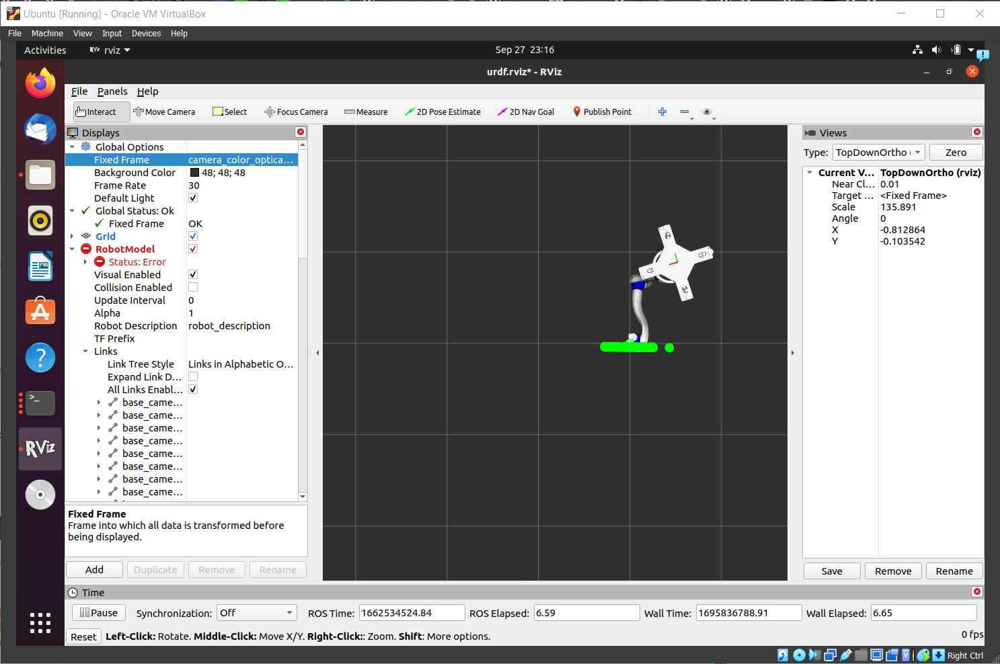 Ubuntu [Running] - Oracle VM VirtualBox
File Machine View Input Devices Help
Activities RViz rviz Sep 27 23:16
urdf.rviz* - RViz
File Panels Help
Interact Move Camera Select Focus Camera Measure 2D Pose Estimate 2D Nav Goal Publish Point
Displays
Global Options
Fixed Frame camera_color_optica...
Background Color 48; 48; 48
Frame Rate 30
Default Light
Global Status: Ok
Fixed Frame OK
Grid
RobotModel
Status: Error
Visual Enabled
Collision Enabled
Update Interval 0
Alpha 1
Robot Description robot_description
TF Prefix
Links
Link Tree Style Links in Alphabetic O...
Expand Link D...
All Links Enabl...
base_came...
base_came...
base_came...
base_came...
base_came...
base_came...
base_came...
base_came...
Fixed Frame
Frame into which all data is transformed before
being displayed.
Add Duplicate Remove Rename
Views
Type: TopDownOrtho ( Zero
Current V... TopDownOrtho (rviz)
Near Cl... 0.01
Target ... <Fixed Frame>
Scale 135.891
Angle 0
X -0.812864
Y -0.103542
Save Remove Rename
RViz
Time
Pause Synchronization: Off ROS Time: 1662534524.84 ROS Elapsed: 6.59 Wall Time: 1695836788.91 Wall Elapsed: 6.65
Reset Left-Click: Rotate. Middle-Click: Move X/Y. Right-Click:: Zoom. Shift: More options. 0 fps
Right Ctrl